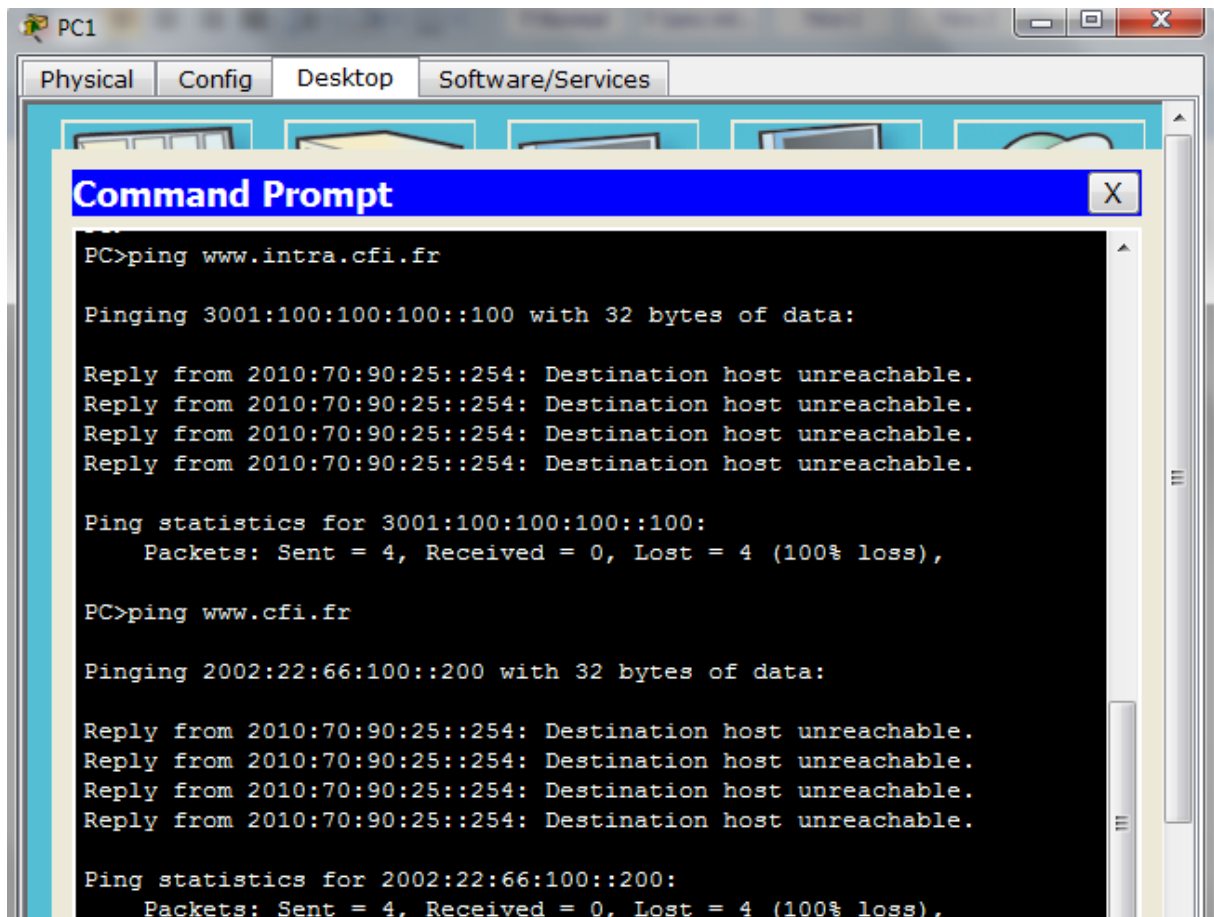 PC1
Physical Config Desktop Software/Services
Command Prompt X
PC>ping www.intra.cfi.fr
Pinging 3001:100:100:100::100 with 32 bytes of data:
Reply from 2010:70:90:25::254: Destination host unreachable.
Reply from 2010:70:90:25::254: Destination host unreachable.
Reply from 2010:70:90:25::254: Destination host unreachable.
Reply from 2010:70:90:25::254: Destination host unreachable.
Ping statistics for 3001:100:100:100::100:
Packets: Sent = 4, Received = 0, Lost = 4 (100% loss),
PC>ping www.cfi.fr
Pinging 2002:22:66:100::200 with 32 bytes of data:
Reply from 2010:70:90:25::254: Destination host unreachable.
Reply from 2010:70:90:25::254: Destination host unreachable.
Reply from 2010:70:90:25::254: Destination host unreachable.
Reply from 2010:70:90:25::254: Destination host unreachable.
Ping statistics for 2002:22:66:100::200:
Packets: Sent = 4, Received = 0, Lost = 4 (100% loss),